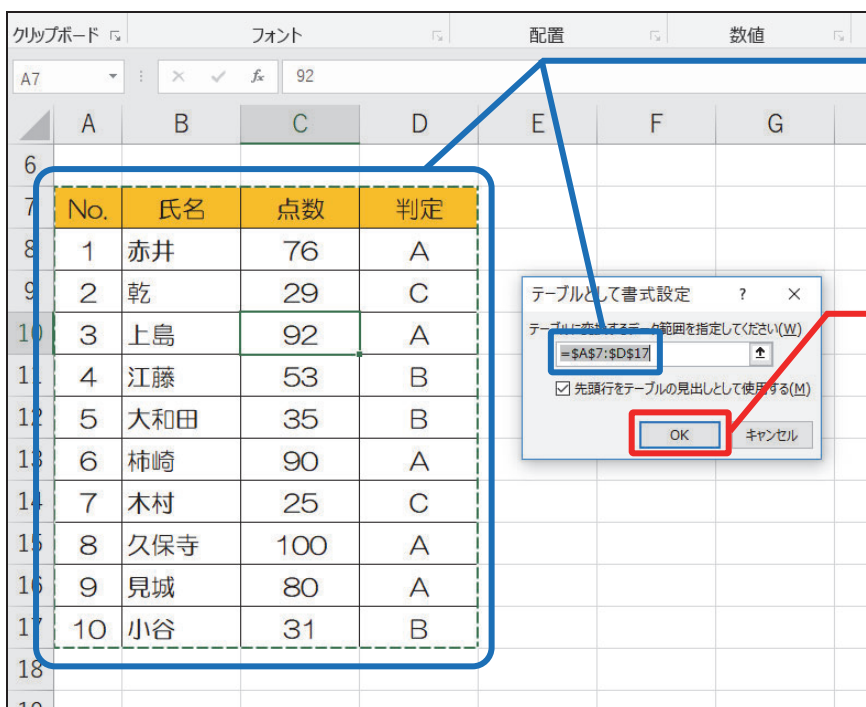 クリップボード フォント 配置 数値
A7 fx 92
A B C D E F G
6
7 No. 氏名 点数 判定
8 1 赤井 76 A
9 2 乾 29 C
10 3 上島 92 A
11 4 江藤 53 B
12 5 大和田 35 B
13 6 柿崎 90 A
14 7 木村 25 C
15 8 久保寺 100 A
16 9 見城 80 A
17 10 小谷 31 B
18
テーブルとして書式設定 ? ×
テーブルに変換するデータ範囲を指定してください(W)
=$A$7:$D$17
先頭行をテーブルの見出しとして使用する(M)
OK キャンセル